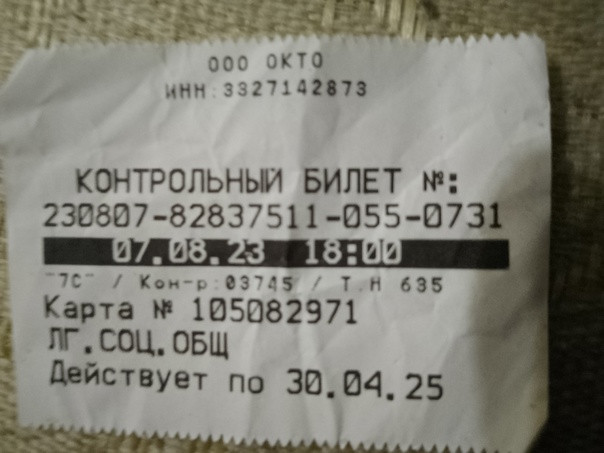 ООО ОКТО
ИНН:3327142873
КОНТРОЛЬНЫЙ БИЛЕТ №:
230807-82837511-055-0731
07.08.23 18:00
"7С" / Кон-р:03745 / Т.Н 635
Карта № 105082971
ЛГ.СОЦ.ОБЩ
Действует по 30.04.25